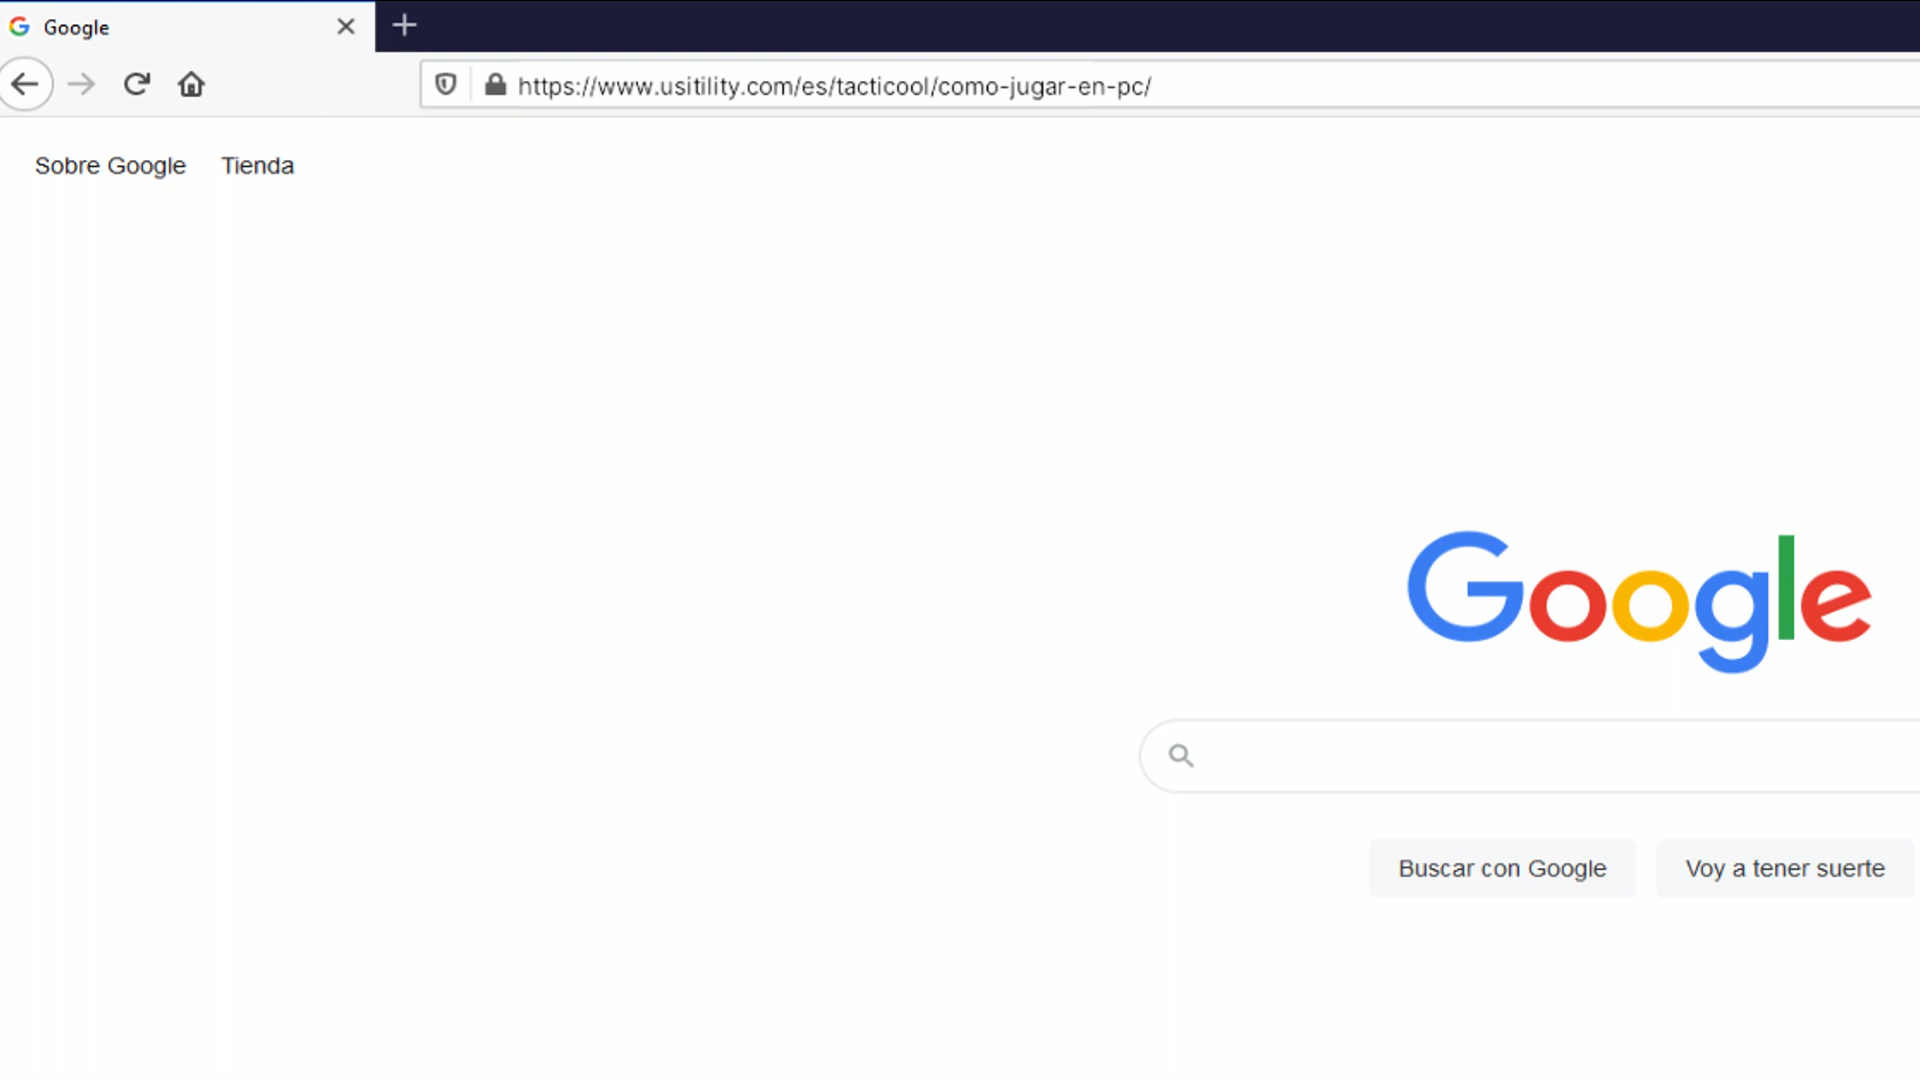 Google
https://www.usitility.com/es/tacticool/como-jugar-en-pc/
Sobre Google Tienda
Google
Buscar con Google Voy a tener suerte